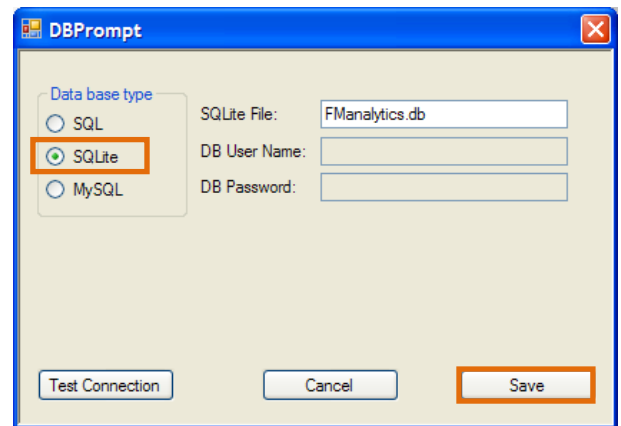 DBPrompt
Data base type
SQL
SQLite
MySQL
SQLite File: FManalytics.db
DB User Name:
DB Password:
Test Connection Cancel Save